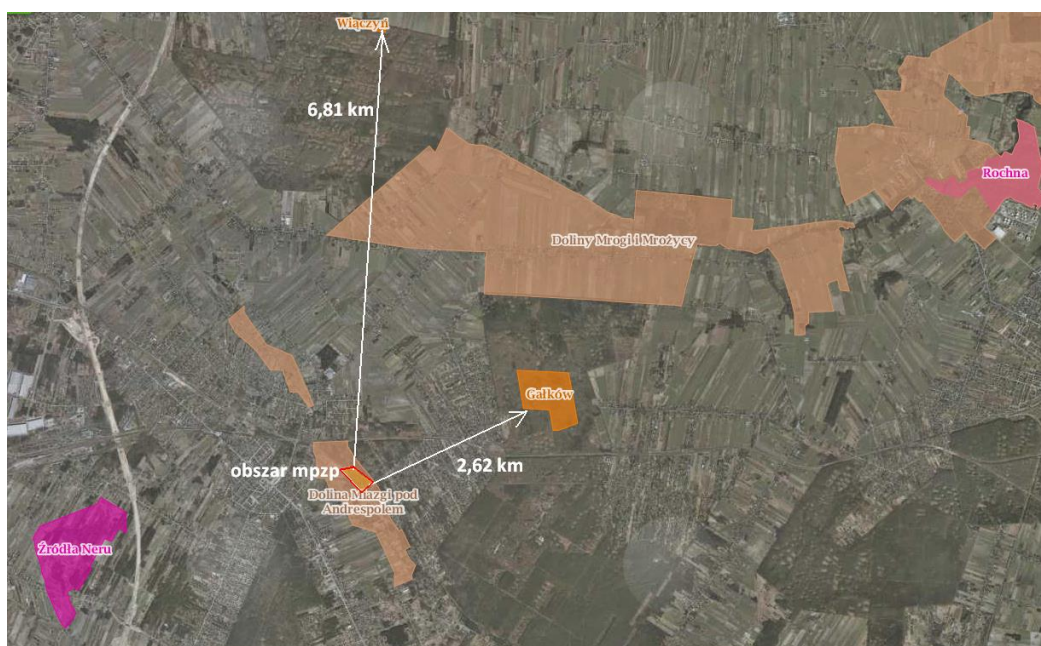 Wiączyń
6,81 km
Rochna
Doliny Mrogi i Mrożycy
Gałków
2,62 km
obszar mpzp
Dolina Miazgi pod
Andrespolem
Źródła Neru